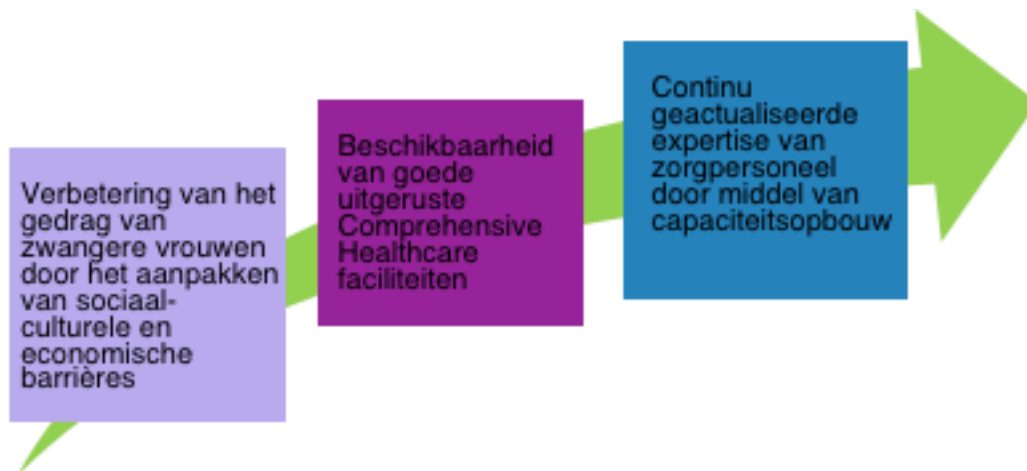 Verbetering van het
gedrag van
zwangere vrouwen
door het aanpakken
van sociaal-
culturele en
economische
barrières
Beschikbaarheid
van goede
uitgeruste
Comprehensive
Healthcare
faciliteiten
Continu
geactualiseerde
expertise van
zorgpersoneel
door middel van
capaciteitsopbouw